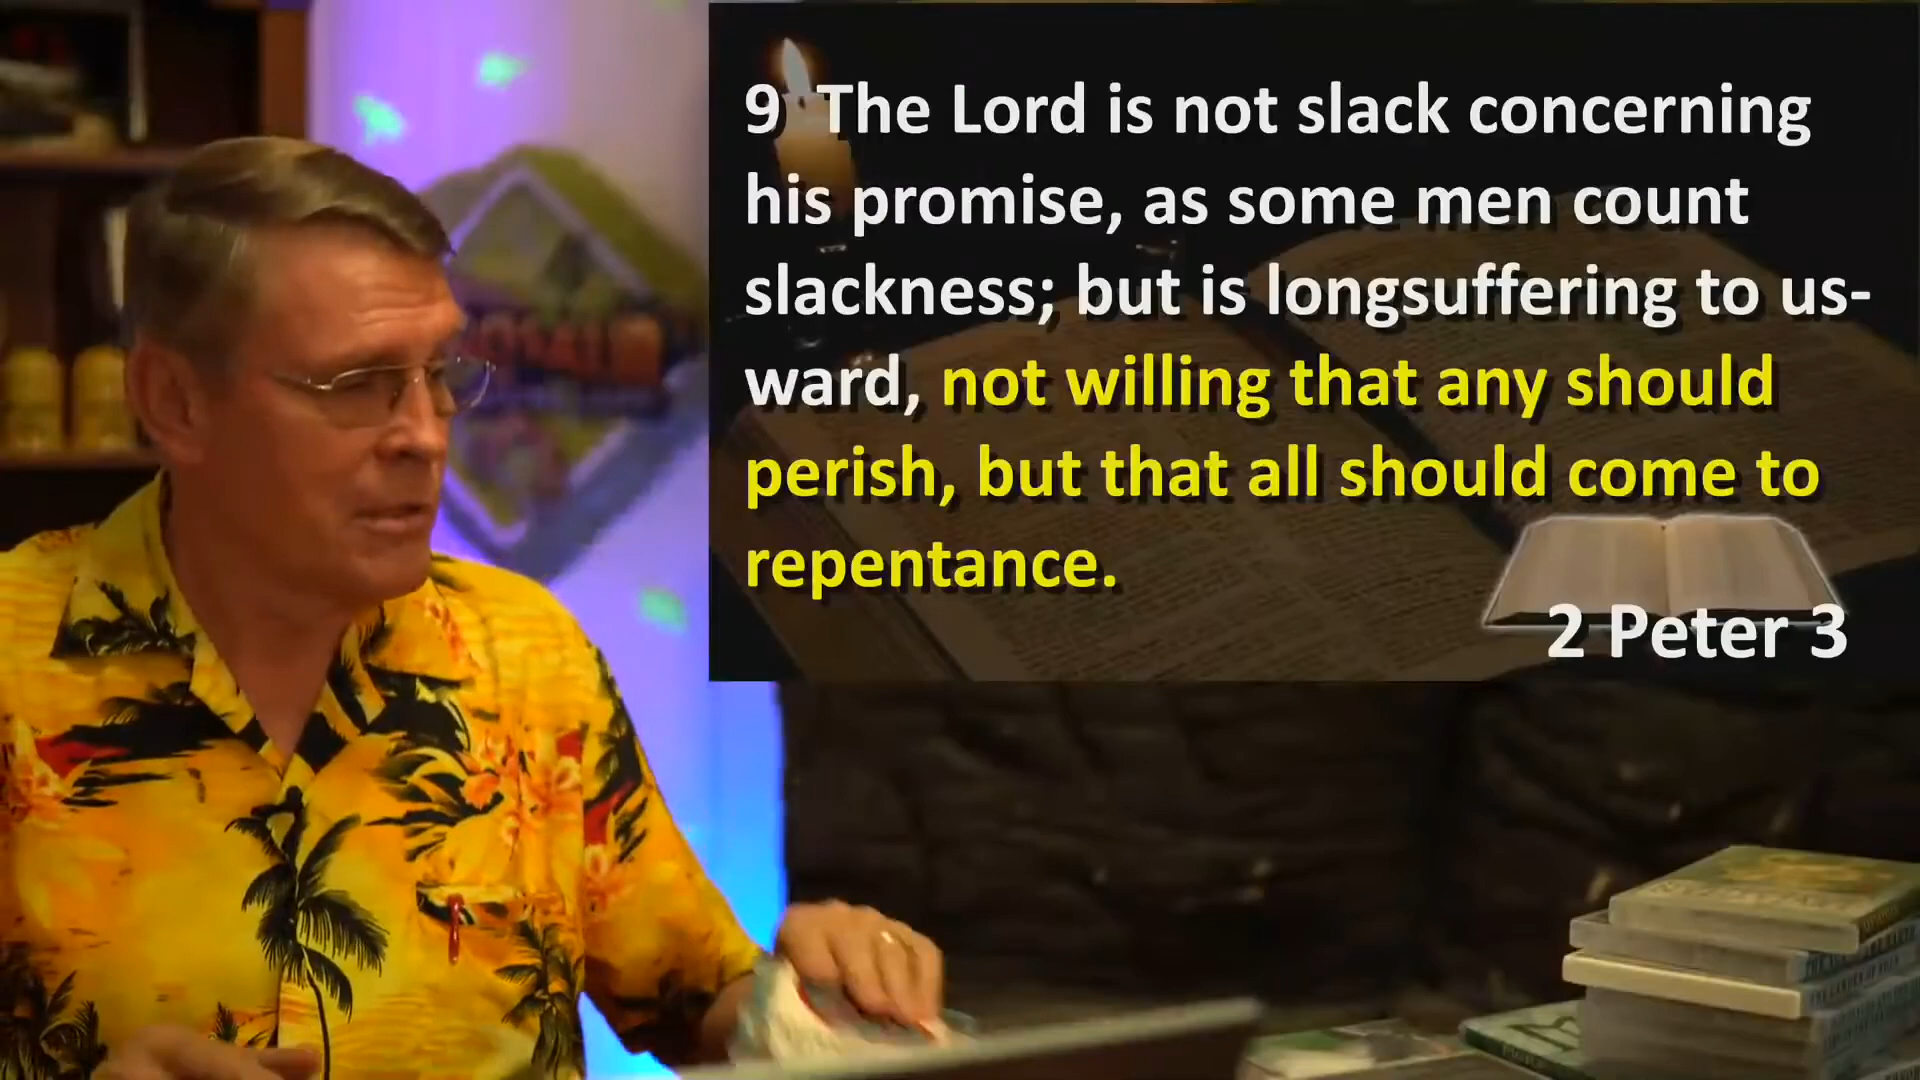 9 The Lord is not slack concerning
his promise, as some men count
slackness; but is longsuffering to us-
ward, not willing that any should
perish, but that all should come to
repentance.
2 Peter 3